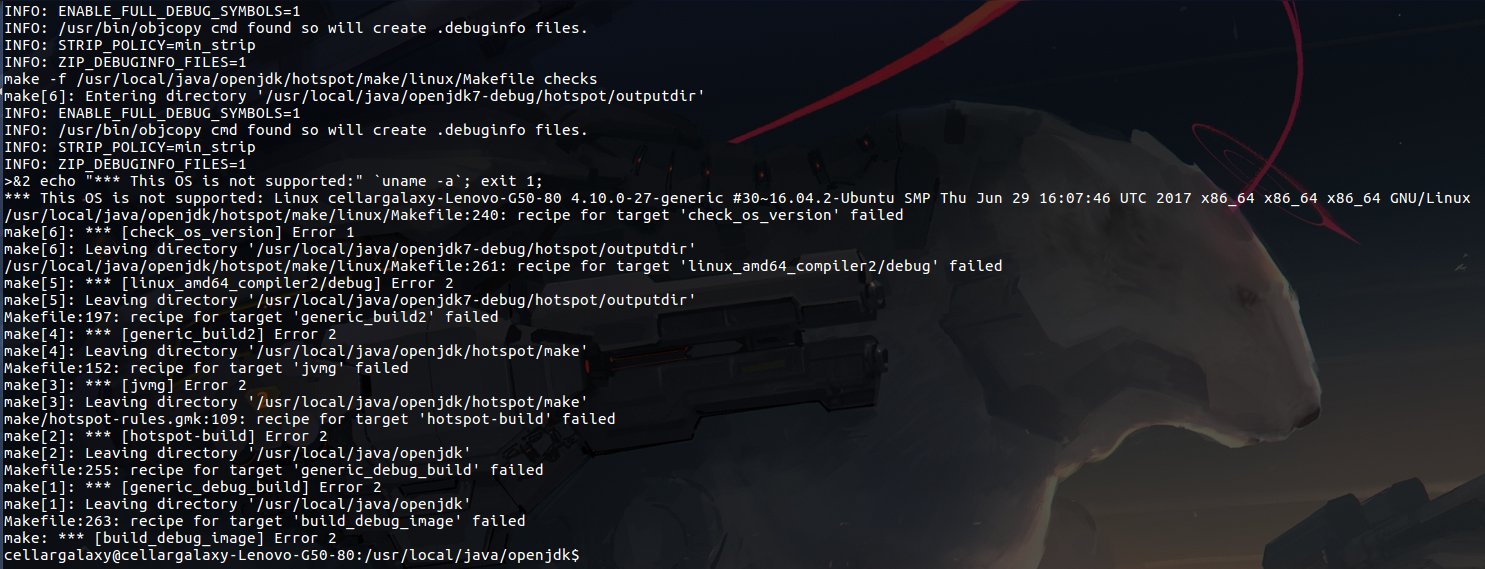 INFO: ENABLE_FULL_DEBUG_SYMBOLS=1
INFO: /usr/bin/objcopy cmd found so will create .debuginfo files.
INFO: STRIP_POLICY=min_strip
INFO: ZIP_DEBUGINFO_FILES=1
make -f /usr/local/java/openjdk/hotspot/make/linux/Makefile checks
make[6]: Entering directory '/usr/local/java/openjdk7-debug/hotspot/outputdir'
INFO: ENABLE_FULL_DEBUG_SYMBOLS=1
INFO: /usr/bin/objcopy cmd found so will create .debuginfo files.
INFO: STRIP_POLICY=min_strip
INFO: ZIP_DEBUGINFO_FILES=1
>&2 echo "*** This OS is not supported:" `uname -a`; exit 1;
*** This OS is not supported: Linux cellargalaxy-Lenovo-G50-80 4.10.0-27-generic #30~16.04.2-Ubuntu SMP Thu Jun 29 16:07:46 UTC 2017 x86_64 x86_64 x86_64 GNU/Linux
/usr/local/java/openjdk/hotspot/make/linux/Makefile:240: recipe for target 'check_os_version' failed
make[6]: *** [check_os_version] Error 1
make[6]: Leaving directory '/usr/local/java/openjdk7-debug/hotspot/outputdir'
/usr/local/java/openjdk/hotspot/make/linux/Makefile:261: recipe for target 'linux_amd64_compiler2/debug' failed
make[5]: *** [linux_amd64_compiler2/debug] Error 2
make[5]: Leaving directory '/usr/local/java/openjdk7-debug/hotspot/outputdir'
Makefile:197: recipe for target 'generic_build2' failed
make[4]: *** [generic_build2] Error 2
make[4]: Leaving directory '/usr/local/java/openjdk/hotspot/make'
Makefile:152: recipe for target 'jvmg' failed
make[3]: *** [jvmg] Error 2
make[3]: Leaving directory '/usr/local/java/openjdk/hotspot/make'
make/hotspot-rules.gmk:109: recipe for target 'hotspot-build' failed
make[2]: *** [hotspot-build] Error 2
make[2]: Leaving directory '/usr/local/java/openjdk'
Makefile:255: recipe for target 'generic_debug_build' failed
make[1]: *** [generic_debug_build] Error 2
make[1]: Leaving directory '/usr/local/java/openjdk'
Makefile:263: recipe for target 'build_debug_image' failed
make: *** [build_debug_image] Error 2
cellargalaxy@cellargalaxy-Lenovo-G50-80:/usr/local/java/openjdk$